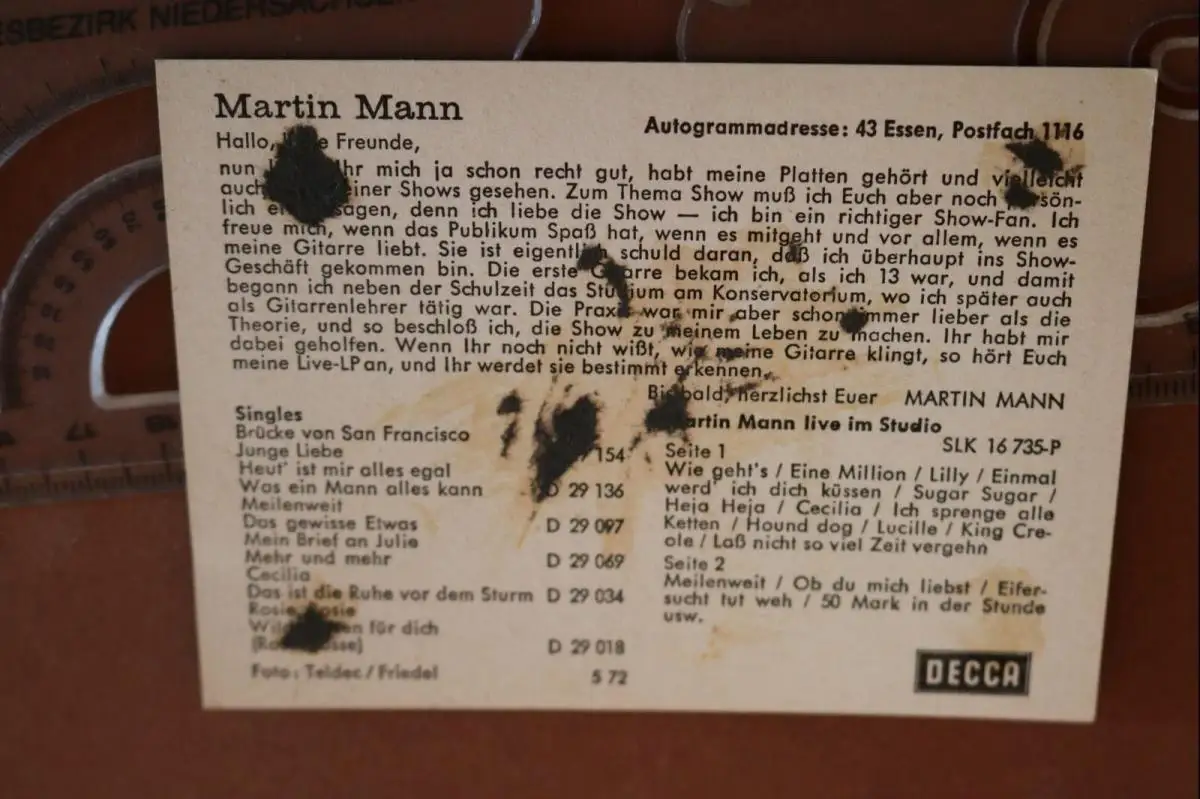 SBEZIRK NIEDERSACHSEN
Martin Mann
Autogrammadresse: 43 Essen, Postfach 1116
Hallo, Freunde,
nun Ihr mich ja schon recht gut, habt meine Platten gehört und vielleicht
auch einer Shows gesehen. Zum Thema Show muß ich Euch aber noch persön-
lich sagen, denn ich liebe die Show — ich bin ein richtiger Show-Fan. Ich
freue mich, wenn das Publikum Spaß hat, wenn es mitgeht und vor allem, wenn es
meine Gitarre liebt. Sie ist eigentlich schuld daran, daß ich überhaupt ins Show-
Geschäft gekommen bin. Die erste Gitarre bekam ich, als ich 13 war, und damit
begann ich neben der Schulzeit das Studium am Konservatorium, wo ich später auch
als Gitarrenlehrer tätig war. Die Praxis war mir aber schon immer lieber als die
Theorie, und so beschloß ich, die Show zu meinem Leben zu machen. Ihr habt mir
dabei geholfen. Wenn Ihr noch nicht wißt, wie meine Gitarre klingt, so hört Euch
meine Live-LP an, und Ihr werdet sie bestimmt erkennen.
Bis bald, herzlichst Euer MARTIN MANN
Singles
Brücke von San Francisco
Junge Liebe 154
Heut' ist mir alles egal
Was ein Mann alles kann D 29 136
Meilenweit
Das gewisse Etwas D 29 097
Mein Brief an Julie
Mehr und mehr D 29 069
Cecilia
Das ist die Ruhe vor dem Sturm D 29 034
Rosie, Rosie
für dich
D 29 018
Foto: Teldec / Friedel S 72
Martin Mann live im Studio
SLK 16 735-P
Seite 1
Wie geht's / Eine Million / Lilly / Einmal
werd' ich dich küssen / Sugar Sugar /
Heja Heja / Cecilia / Ich sprenge alle
Ketten / Hound dog / Lucille / King Cre-
ole / Laß nicht so viel Zeit vergehn
Seite 2
Meilenweit / Ob du mich liebst / Eifer-
sucht tut weh / 50 Mark in der Stunde
usw.
DECCA